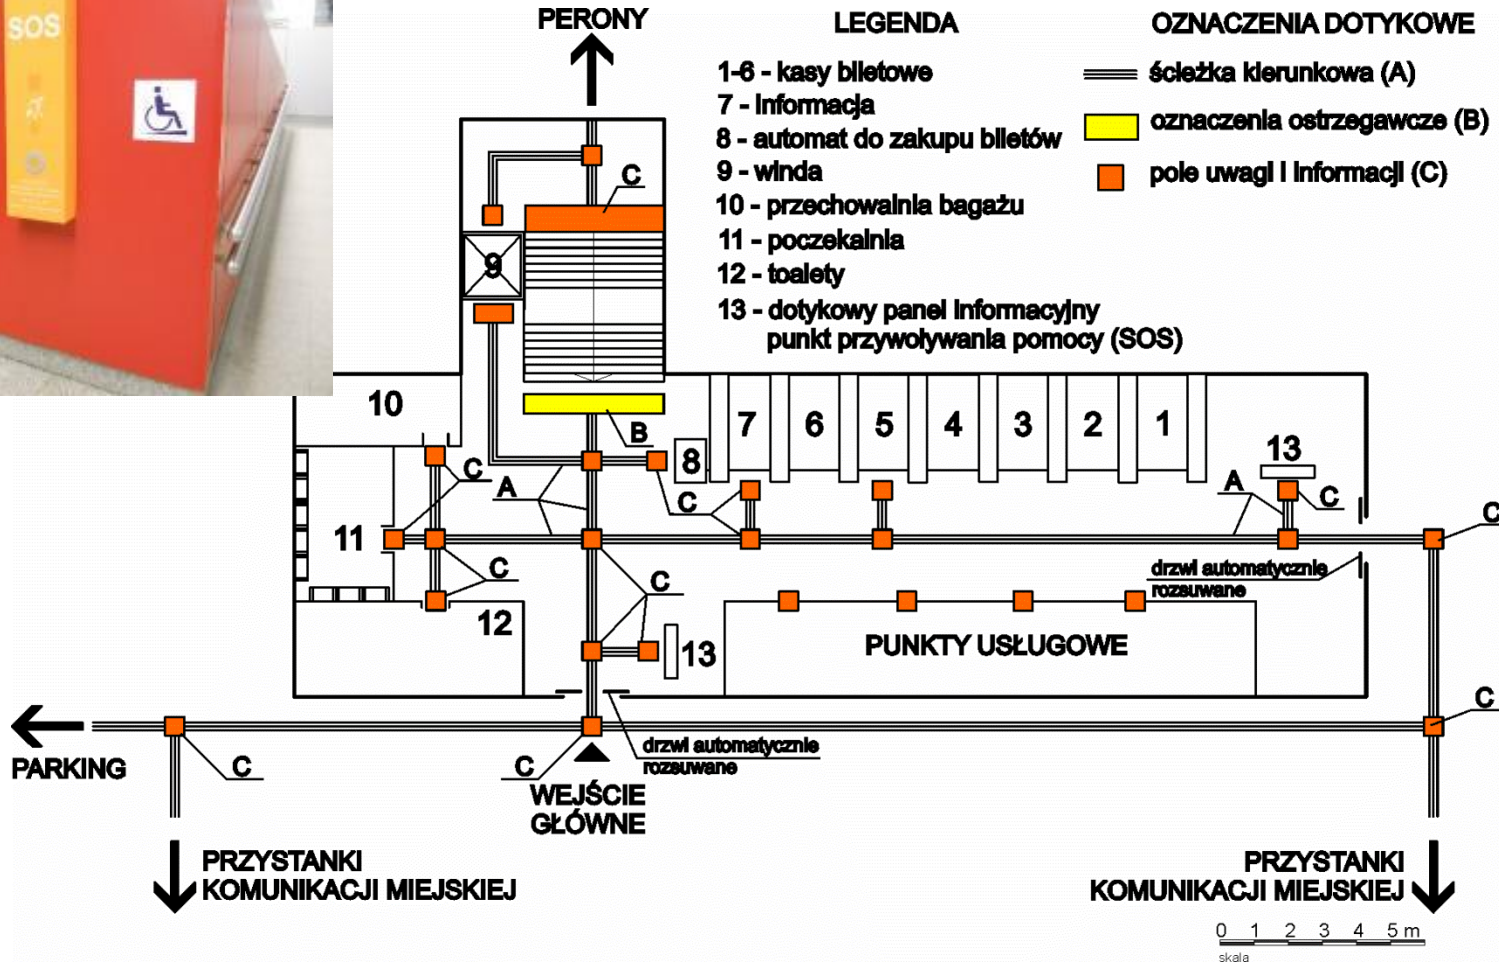 SOS
PERONY
LEGENDA
1-6 - kasy biletowe
7 - informacja
8 - automat do zakupu biletów
9 - winda
10 - przechowalnia bagażu
11 - poczekalnia
12 - toalety
13 - dotykowy panel informacyjny
punkt przywoływania pomocy (SOS)
OZNACZENIA DOTYKOWE
ścieżka kierunkowa (A)
oznaczenia ostrzegawcze (B)
pole uwagi i informacji (C)
C
9
10
B
8
7
6
5
4
3
2
1
13
C
A
C
A
C
C
11
C
C
drzwi automatycznie
rozsuwane
12
13
PUNKTY USŁUGOWE
C
PARKING
C
C
drzwi automatycznie
rozsuwane
WEJŚCIE
GŁÓWNE
PRZYSTANKI
KOMUNIKACJI MIEJSKIEJ
PRZYSTANKI
KOMUNIKACJI MIEJSKIEJ
0 1 2 3 4 5 m
skala